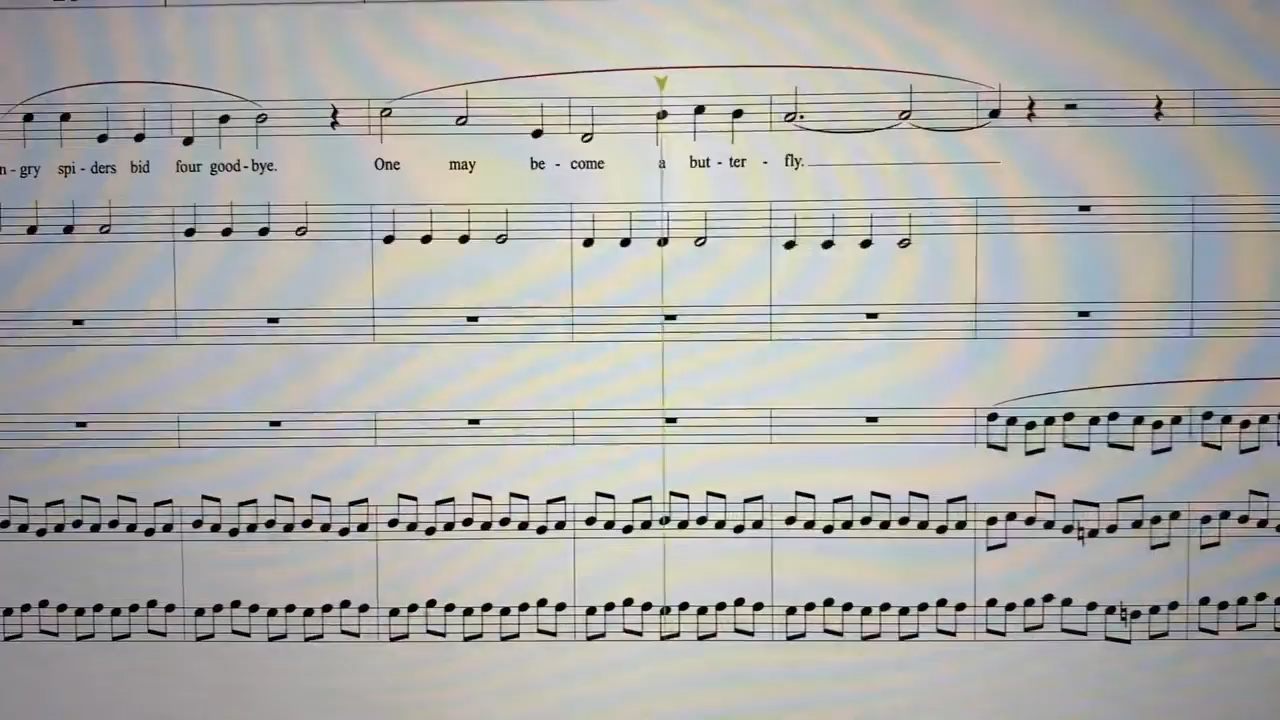 n - gry spi - ders bid four good - bye. One may be - come a but - ter - fly.